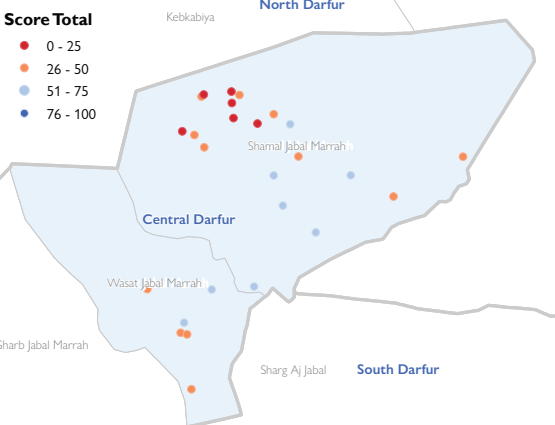 North Darfur
Kebkabiya
Score Total
0 - 25
26 - 50
51 - 75
76 - 100
Shamal Jabal Marrah
Central Darfur
Wasat Jabal Marrah
Gharb Jabal Marrah
Sharg Aj Jabal
South Darfur